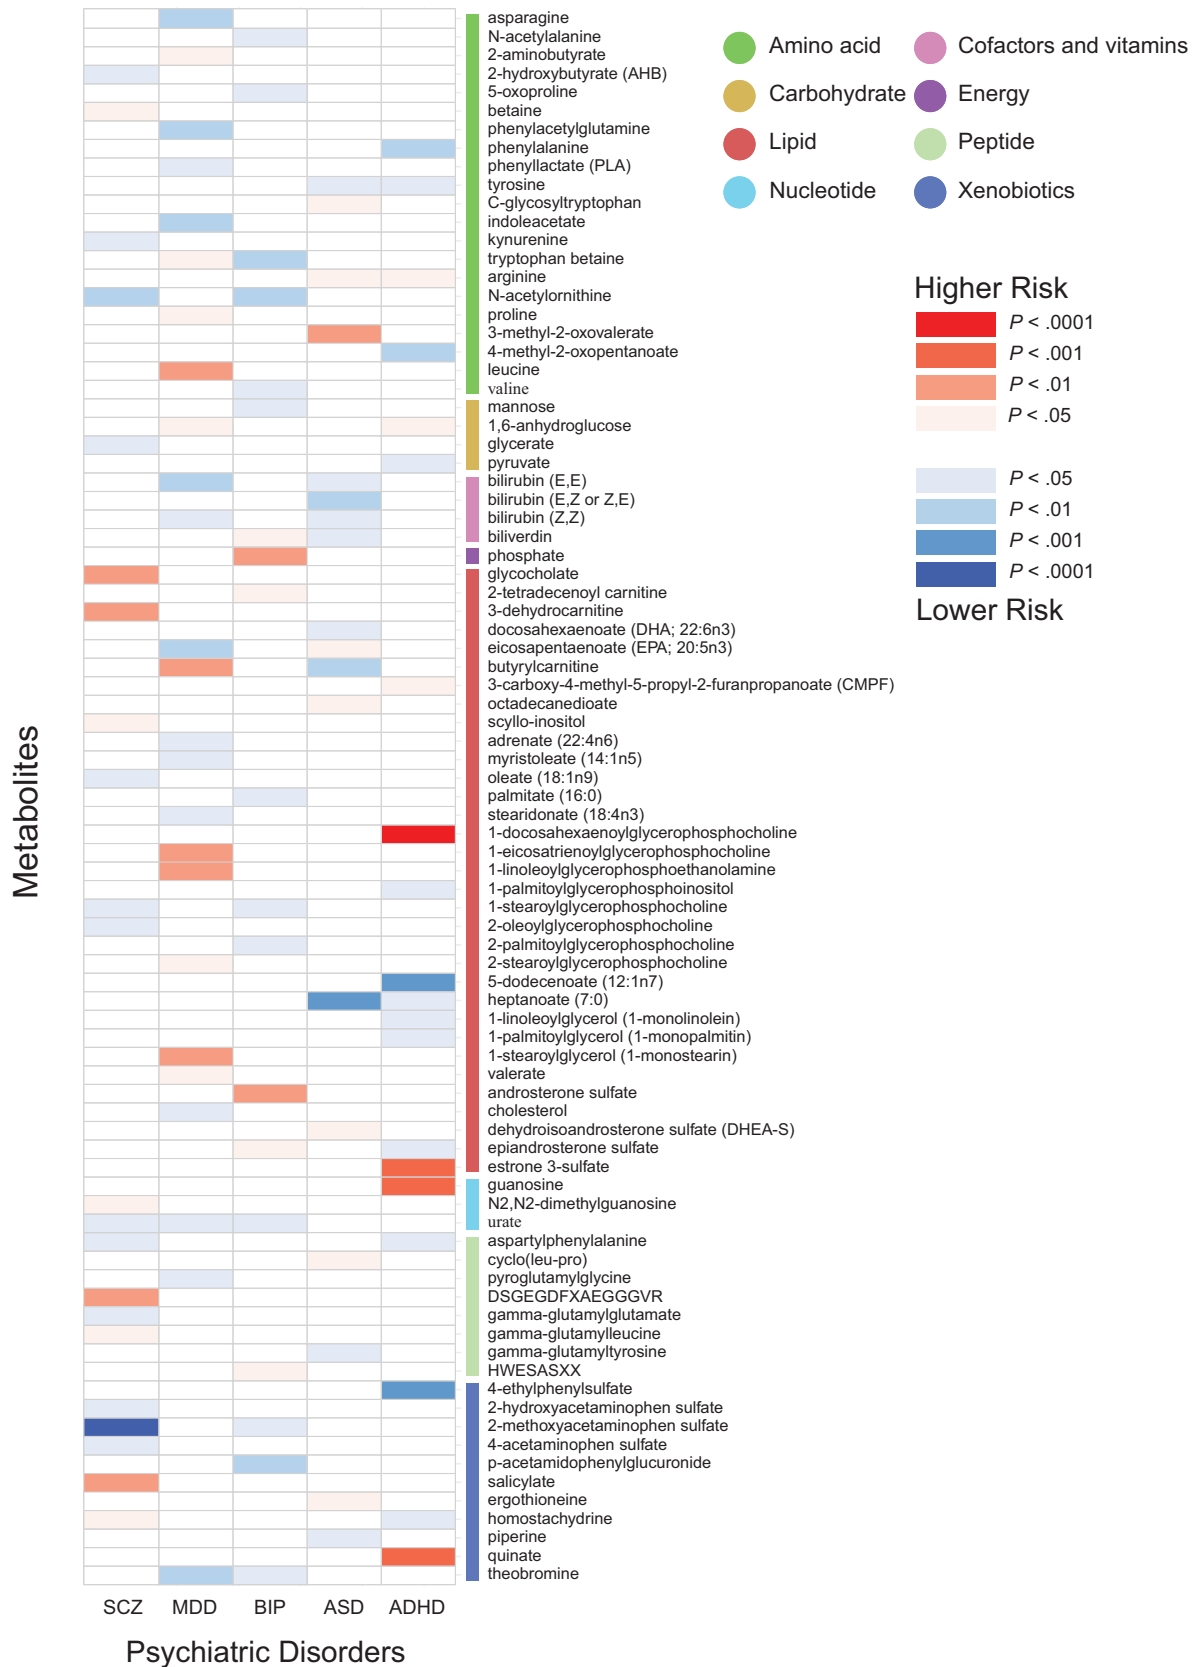 asparagine
N-acetylalanine
2-aminobutyrate
2-hydroxybutyrate (AHB)
5-oxoproline
betaine
phenylacetylglutamine
phenylalanine
phenyllactate (PLA)
tyrosine
C-glycosyltryptophan
indoleacetate
kynurenine
tryptophan betaine
arginine
N-acetylornithine
proline
3-methyl-2-oxovalerate
4-methyl-2-oxopentanoate
leucine
valine
mannose
1,6-anhydroglucose
glycerate
pyruvate
bilirubin (E,E)
bilirubin (E,Z or Z,E)
bilirubin (Z,Z)
biliverdin
phosphate
glycocholate
2-tetradecenoyl carnitine
3-dehydrocarnitine
docosahexaenoate (DHA; 22:6n3)
eicosapentaenoate (EPA; 20:5n3)
butyrylcarnitine
3-carboxy-4-methyl-5-propyl-2-furanpropanoate (CMPF)
octadecanedioate
scyllo-inositol
adrenate (22:4n6)
myristoleate (14:1n5)
oleate (18:1n9)
palmitate (16:0)
stearidonate (18:4n3)
1-docosahexaenoylglycerophosphocholine
1-eicosatrienoylglycerophosphocholine
1-linoleoylglycerophosphoethanolamine
1-palmitoylglycerophosphoinositol
1-stearoylglycerophosphocholine
2-oleoylglycerophosphocholine
2-palmitoylglycerophosphocholine
2-stearoylglycerophosphocholine
5-dodecenoate (12:1n7)
heptanoate (7:0)
1-linoleoylglycerol (1-monolinolein)
1-palmitoylglycerol (1-monopalmitin)
1-stearoylglycerol (1-monostearin)
valerate
androsterone sulfate
cholesterol
dehydroisoandrosterone sulfate (DHEA-S)
epiandrosterone sulfate
estrone 3-sulfate
guanosine
N2,N2-dimethylguanosine
urate
aspartylphenylalanine
cyclo(leu-pro)
pyroglutamylglycine
DSGEGDFXAEGGGVR
gamma-glutamylglutamate
gamma-glutamylleucine
gamma-glutamyltyrosine
HWESASXX
4-ethylphenylsulfate
2-hydroxyacetaminophen sulfate
2-methoxyacetaminophen sulfate
4-acetaminophen sulfate
p-acetamidophenylglucuronide
salicylate
ergothioneine
homostachydrine
piperine
quinate
theobromine
Amino acid
Carbohydrate
Lipid
Nucleotide
Cofactors and vitamins
Energy
Peptide
Xenobiotics
Higher Risk
P < .0001
P < .001
P < .01
P < .05
P < .05
P < .01
P < .001
P < .0001
Lower Risk
Metabolites
SCZ MDD BIP ASD ADHD
Psychiatric Disorders